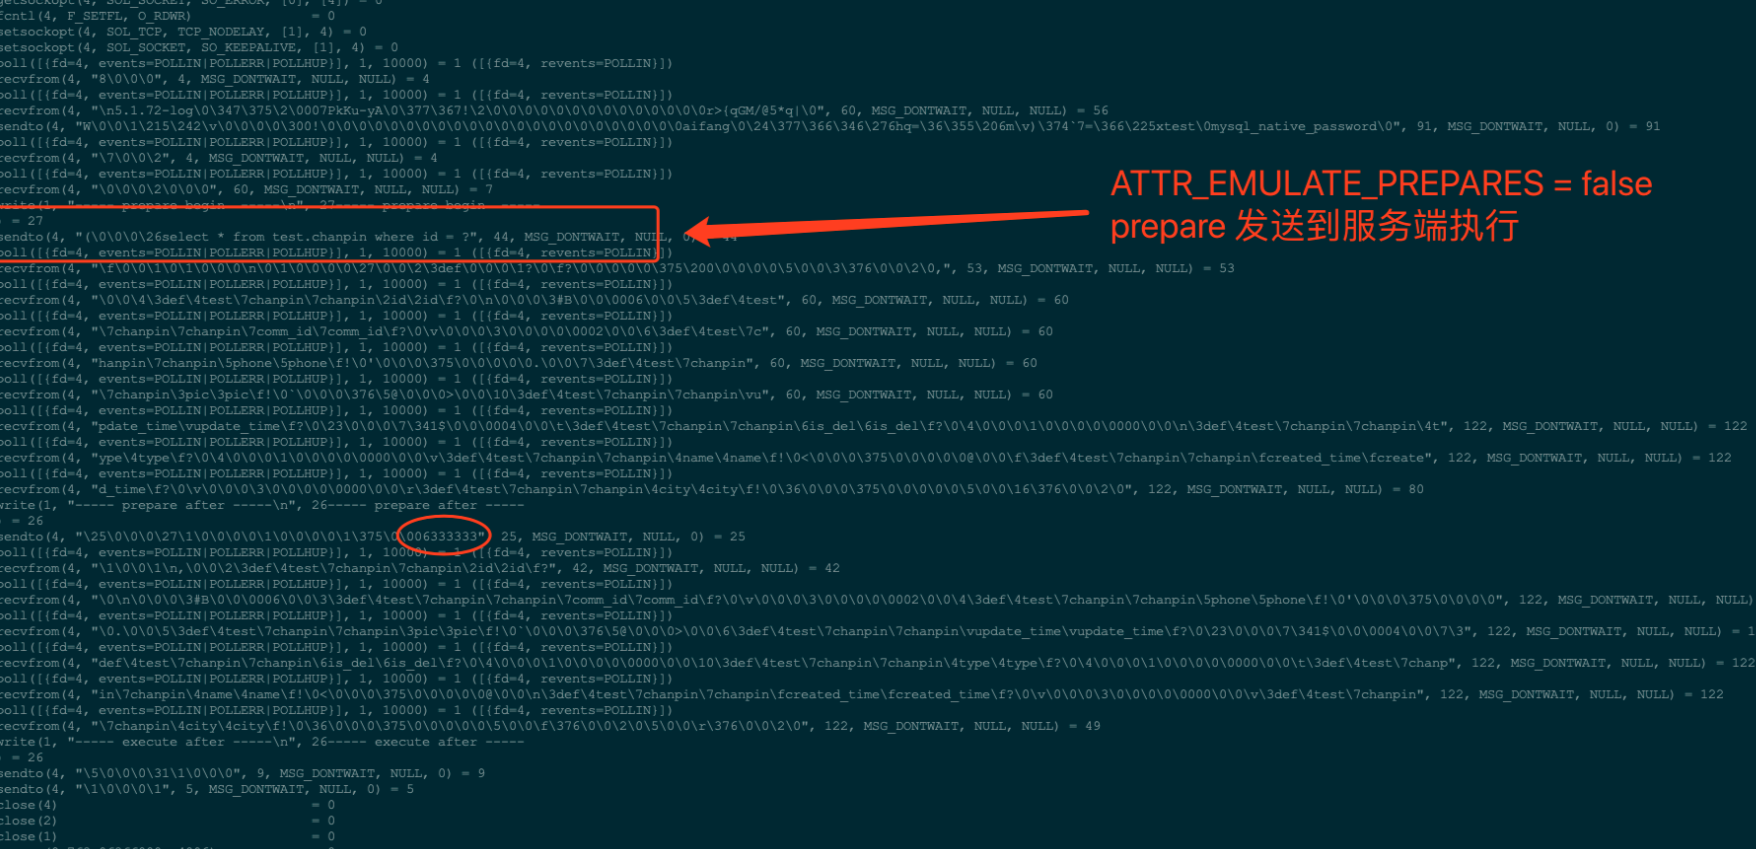 getsockopt(4, SOL_SOCKET, SO_ERROR, [0], [4]) = 0
fcntl(4, F_SETFL, O_RDWR) = 0
setsockopt(4, SOL_TCP, TCP_NODELAY, [1], 4) = 0
setsockopt(4, SOL_SOCKET, SO_KEEPALIVE, [1], 4) = 0
poll([{fd=4, events=POLLIN|POLLERR|POLLHUP}], 1, 10000) = 1 ([{fd=4, revents=POLLIN}])
recvfrom(4, "8\0\0\0", 4, MSG_DONTWAIT, NULL, NULL) = 4
poll([{fd=4, events=POLLIN|POLLERR|POLLHUP}], 1, 10000) = 1 ([{fd=4, revents=POLLIN}])
recvfrom(4, "\n5.1.72-log\0\347\375\2\0007PkKu-yA\0\377\367!\2\0\0\0\0\0\0\0\0\0\0\0\0\0r>{qGM/@5*q|\0", 60, MSG_DONTWAIT, NULL, NULL) = 56
sendto(4, "W\0\0\1\215\242\v\0\0\0\0\300!\0\0\0\0\0\0\0\0\0\0\0\0\0\0\0\0\0\0\0\0\0\0\0aifang\0\24\377\366\346\276hq=\36\355\206m\v)\374`7=\366\225xtest\0mysql_native_password\0", 91, MSG_DONTWAIT, NULL, 0) = 91
poll([{fd=4, events=POLLIN|POLLERR|POLLHUP}], 1, 10000) = 1 ([{fd=4, revents=POLLIN}])
recvfrom(4, "\7\0\0\2", 4, MSG_DONTWAIT, NULL, NULL) = 4
poll([{fd=4, events=POLLIN|POLLERR|POLLHUP}], 1, 10000) = 1 ([{fd=4, revents=POLLIN}])
recvfrom(4, "\0\0\0\2\0\0\0", 60, MSG_DONTWAIT, NULL, NULL) = 7
write(1, "----- prepare begin -----\n", 27----- prepare begin -----
) = 27
ATTR_EMULATE_PREPARES = false
prepare 发送到服务端执行
sendto(4, "(\0\0\0\26select * from test.chanpin where id = ?", 44, MSG_DONTWAIT, NULL, 0) = 44
poll([{fd=4, events=POLLIN|POLLERR|POLLHUP}], 1, 10000) = 1 ([{fd=4, revents=POLLIN}])
recvfrom(4, "\f\0\0\1\0\1\0\0\0\n\0\1\0\0\0\0\27\0\0\2\3def\0\0\0\1?\0\f?\0\0\0\0\0\375\200\0\0\0\0\5\0\0\3\376\0\0\2\0,", 53, MSG_DONTWAIT, NULL, NULL) = 53
poll([{fd=4, events=POLLIN|POLLERR|POLLHUP}], 1, 10000) = 1 ([{fd=4, revents=POLLIN}])
recvfrom(4, "\0\0\4\3def\4test\7chanpin\7chanpin\2id\2id\f?\0\n\0\0\0\3#B\0\0\0006\0\0\5\3def\4test", 60, MSG_DONTWAIT, NULL, NULL) = 60
poll([{fd=4, events=POLLIN|POLLERR|POLLHUP}], 1, 10000) = 1 ([{fd=4, revents=POLLIN}])
recvfrom(4, "\7chanpin\7chanpin\7comm_id\7comm_id\f?\0\v\0\0\0\3\0\0\0\0\0002\0\0\6\3def\4test\7c", 60, MSG_DONTWAIT, NULL, NULL) = 60
poll([{fd=4, events=POLLIN|POLLERR|POLLHUP}], 1, 10000) = 1 ([{fd=4, revents=POLLIN}])
recvfrom(4, "hanpin\7chanpin\5phone\5phone\f!\0'\0\0\0\375\0\0\0\0\0.\0\0\7\3def\4test\7chanpin", 60, MSG_DONTWAIT, NULL, NULL) = 60
poll([{fd=4, events=POLLIN|POLLERR|POLLHUP}], 1, 10000) = 1 ([{fd=4, revents=POLLIN}])
recvfrom(4, "\7chanpin\3pic\3pic\f!\0`\0\0\0\376\5@\0\0\0>\0\0\10\3def\4test\7chanpin\7chanpin\vu", 60, MSG_DONTWAIT, NULL, NULL) = 60
poll([{fd=4, events=POLLIN|POLLERR|POLLHUP}], 1, 10000) = 1 ([{fd=4, revents=POLLIN}])
recvfrom(4, "pdate_time\vupdate_time\f?\0\23\0\0\0\7\341$\0\0\0004\0\0\t\3def\4test\7chanpin\7chanpin\6is_del\6is_del\f?\0\4\0\0\0\1\0\0\0\0\0000\0\0\n\3def\4test\7chanpin\7chanpin\4t", 122, MSG_DONTWAIT, NULL, NULL) = 122
poll([{fd=4, events=POLLIN|POLLERR|POLLHUP}], 1, 10000) = 1 ([{fd=4, revents=POLLIN}])
recvfrom(4, "ype\4type\f?\0\4\0\0\0\1\0\0\0\0\0000\0\0\v\3def\4test\7chanpin\7chanpin\4name\4name\f!\0<\0\0\0\375\0\0\0\0\0@\0\0\f\3def\4test\7chanpin\7chanpin\fcreated_time\fcreate", 122, MSG_DONTWAIT, NULL, NULL) = 122
poll([{fd=4, events=POLLIN|POLLERR|POLLHUP}], 1, 10000) = 1 ([{fd=4, revents=POLLIN}])
recvfrom(4, "d_time\f?\0\v\0\0\0\3\0\0\0\0\0000\0\0\r\3def\4test\7chanpin\7chanpin\4city\4city\f!\0\36\0\0\0\375\0\0\0\0\0\5\0\0\16\376\0\0\2\0", 122, MSG_DONTWAIT, NULL, NULL) = 80
write(1, "----- prepare after -----\n", 26----- prepare after -----
) = 26
sendto(4, "\25\0\0\0\27\1\0\0\0\0\1\0\0\0\0\1\375\0\006333333", 25, MSG_DONTWAIT, NULL, 0) = 25
poll([{fd=4, events=POLLIN|POLLERR|POLLHUP}], 1, 10000) = 1 ([{fd=4, revents=POLLIN}])
recvfrom(4, "\1\0\0\1\n,\0\0\2\3def\4test\7chanpin\7chanpin\2id\2id\f?", 42, MSG_DONTWAIT, NULL, NULL) = 42
poll([{fd=4, events=POLLIN|POLLERR|POLLHUP}], 1, 10000) = 1 ([{fd=4, revents=POLLIN}])
recvfrom(4, "\0\n\0\0\0\3#B\0\0\0006\0\0\3\3def\4test\7chanpin\7chanpin\7comm_id\7comm_id\f?\0\v\0\0\0\3\0\0\0\0\0002\0\0\4\3def\4test\7chanpin\7chanpin\5phone\5phone\f!\0'\0\0\0\375\0\0\0\0", 122, MSG_DONTWAIT, NULL, NULL)
poll([{fd=4, events=POLLIN|POLLERR|POLLHUP}], 1, 10000) = 1 ([{fd=4, revents=POLLIN}])
recvfrom(4, "\0.\0\0\5\3def\4test\7chanpin\7chanpin\3pic\3pic\f!\0`\0\0\0\376\5@\0\0\0>\0\0\6\3def\4test\7chanpin\7chanpin\vupdate_time\vupdate_time\f?\0\23\0\0\0\7\341$\0\0\0004\0\0\7\3", 122, MSG_DONTWAIT, NULL, NULL) = 1
poll([{fd=4, events=POLLIN|POLLERR|POLLHUP}], 1, 10000) = 1 ([{fd=4, revents=POLLIN}])
recvfrom(4, "def\4test\7chanpin\7chanpin\6is_del\6is_del\f?\0\4\0\0\0\1\0\0\0\0\0000\0\0\10\3def\4test\7chanpin\7chanpin\4type\4type\f?\0\4\0\0\0\1\0\0\0\0\0000\0\0\t\3def\4test\7chanp", 122, MSG_DONTWAIT, NULL, NULL) = 122
poll([{fd=4, events=POLLIN|POLLERR|POLLHUP}], 1, 10000) = 1 ([{fd=4, revents=POLLIN}])
recvfrom(4, "in\7chanpin\4name\4name\f!\0<\0\0\0\375\0\0\0\0\0@\0\0\n\3def\4test\7chanpin\7chanpin\fcreated_time\fcreated_time\f?\0\v\0\0\0\3\0\0\0\0\0000\0\0\v\3def\4test\7chanpin", 122, MSG_DONTWAIT, NULL, NULL) = 122
poll([{fd=4, events=POLLIN|POLLERR|POLLHUP}], 1, 10000) = 1 ([{fd=4, revents=POLLIN}])
recvfrom(4, "\7chanpin\4city\4city\f!\0\36\0\0\0\375\0\0\0\0\0\5\0\0\f\376\0\0\2\0\5\0\0\r\376\0\0\2\0", 122, MSG_DONTWAIT, NULL, NULL) = 49
write(1, "----- execute after -----\n", 26----- execute after -----
) = 26
sendto(4, "\5\0\0\0\31\1\0\0\0", 9, MSG_DONTWAIT, NULL, 0) = 9
sendto(4, "\1\0\0\0\1", 5, MSG_DONTWAIT, NULL, 0) = 5
close(4) = 0
close(2) = 0
close(1) = 0